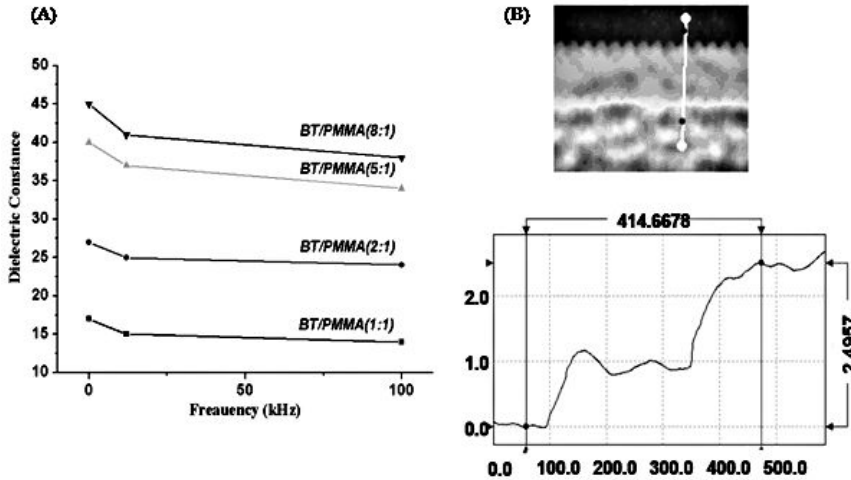 (A)
50
45
40
35
30
25
20
15
10
Dielectric Constance
BT/PMMA(8:1)
BT/PMMA(5:1)
BT/PMMA(2:1)
BT/PMMA(1:1)
0 50 100
Freauency (kHz)
(B)
414.6678
2.0
1.0
0.0
2.4957
0.0 100.0 200.0 300.0 400.0 500.0